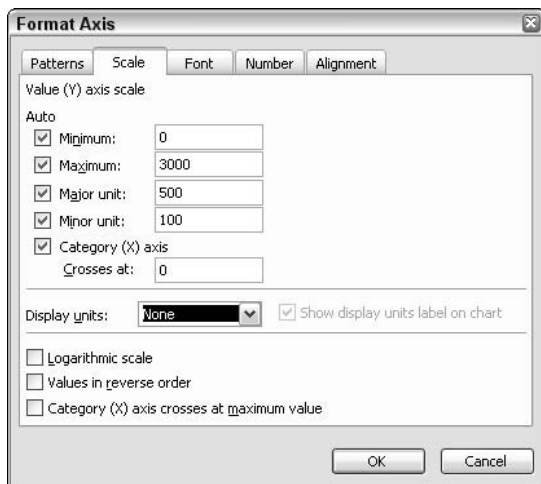 Format Axis
Patterns Scale Font Number Alignment
Value (Y) axis scale
Auto
Minimum: 0
Maximum: 3000
Major unit: 500
Minor unit: 100
Category (X) axis
Crosses at: 0
Display units: None Show display units label on chart
Logarithmic scale
Values in reverse order
Category (X) axis crosses at maximum value
OK Cancel